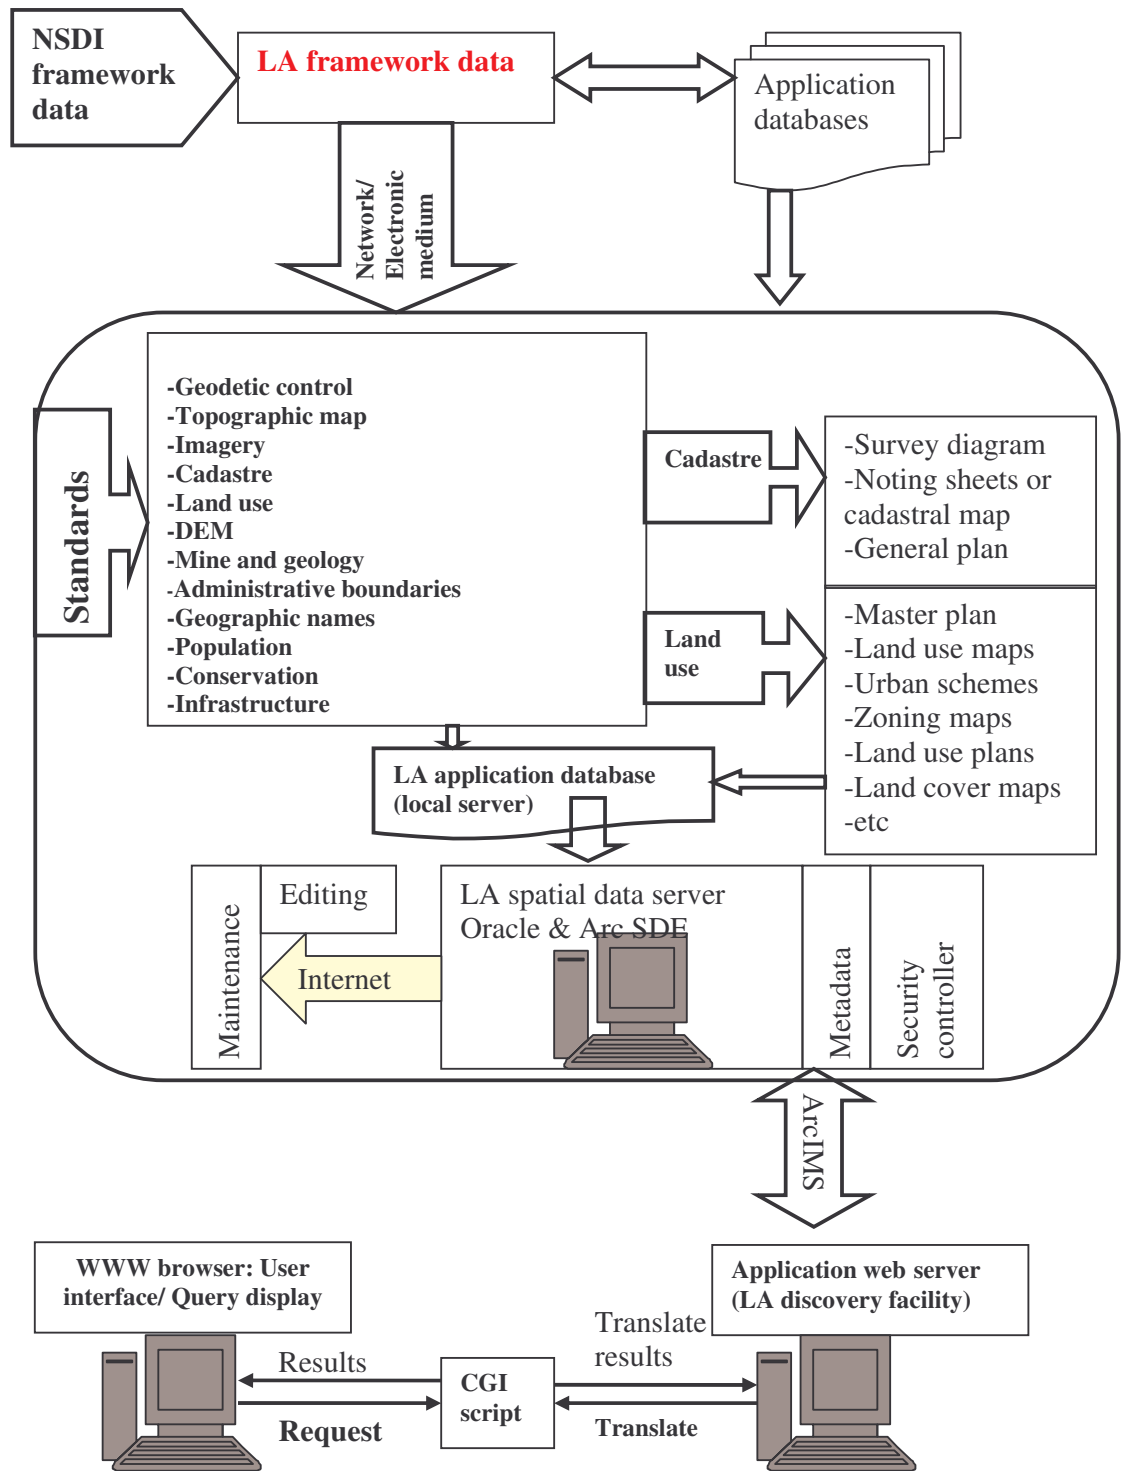 NSDI
framework
data
LA framework data
Application
databases
Network/
Electronic
medium
Standards
-Geodetic control
-Topographic map
-Imagery
-Cadastre
-Land use
-DEM
-Mine and geology
-Administrative boundaries
-Geographic names
-Population
-Conservation
-Infrastructure
Cadastre
-Survey diagram
-Noting sheets or
cadastral map
-General plan
Land
use
-Master plan
-Land use maps
-Urban schemes
-Zoning maps
-Land use plans
-Land cover maps
-etc
LA application database
(local server)
Maintenance
Editing
Internet
LA spatial data server
Oracle & Arc SDE
Metadata
Security
controller
ArcIMS
WWW browser: User
interface/ Query display
Application web server
(LA discovery facility)
Results
Request
CGI
script
Translate
results
Translate